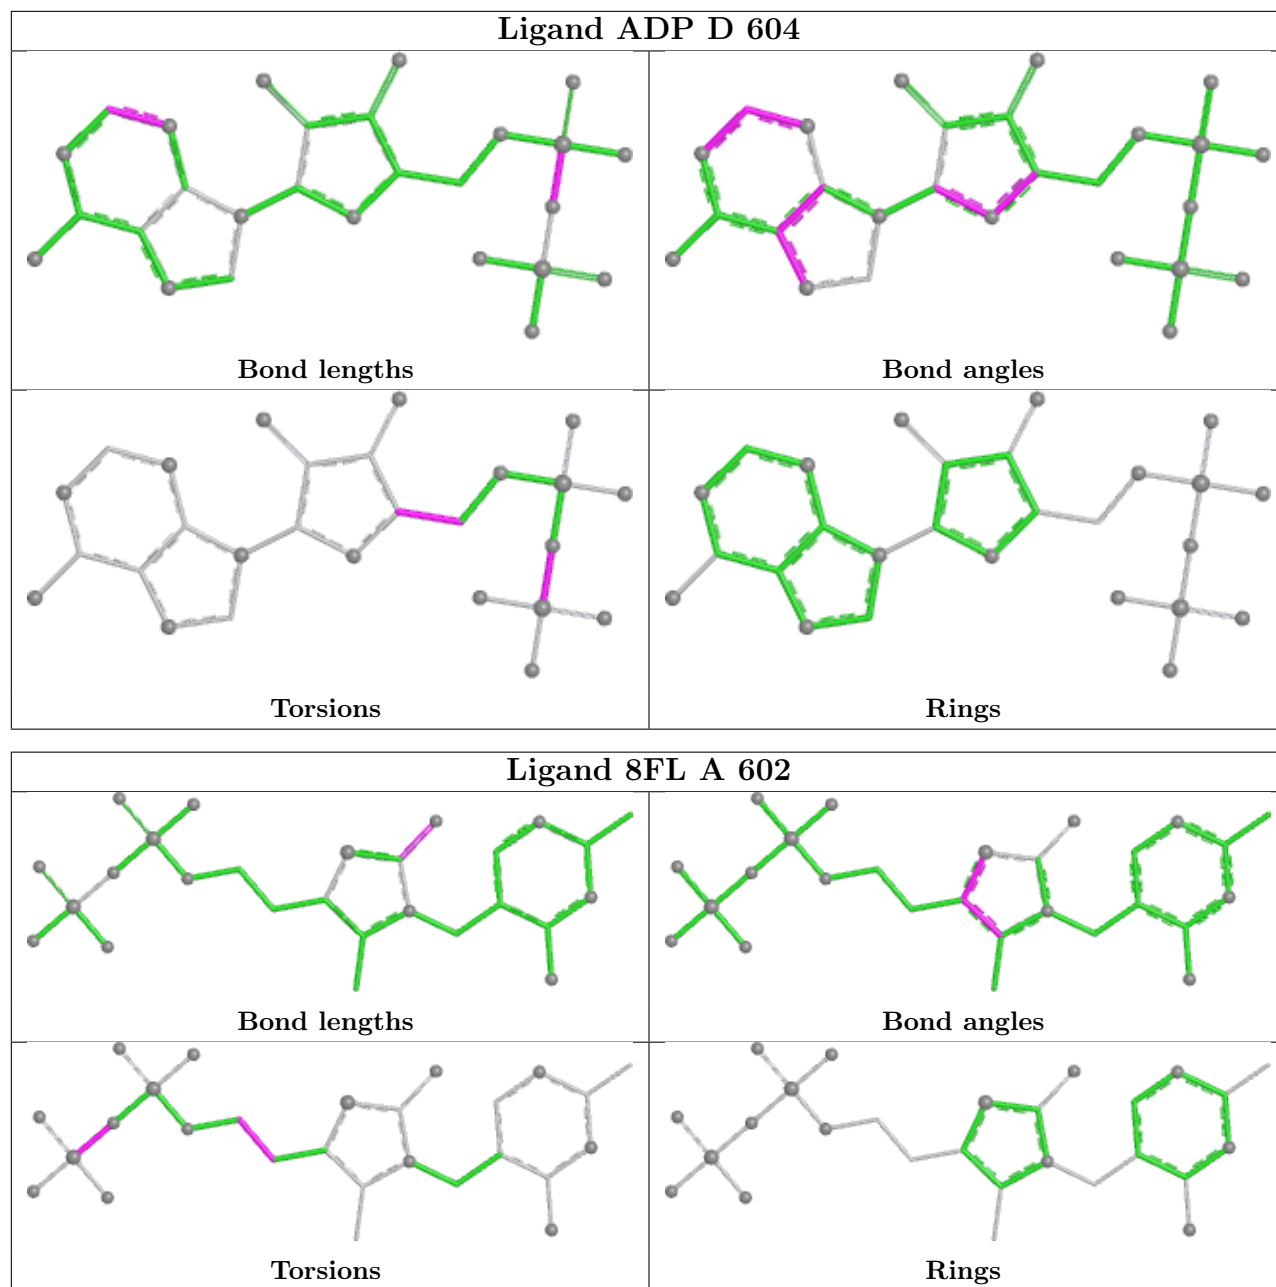 Ligand ADP D 604
Bond lengths
Bond angles
Torsions
Rings
Ligand 8FL A 602
Bond lengths
Bond angles
Torsions
Rings